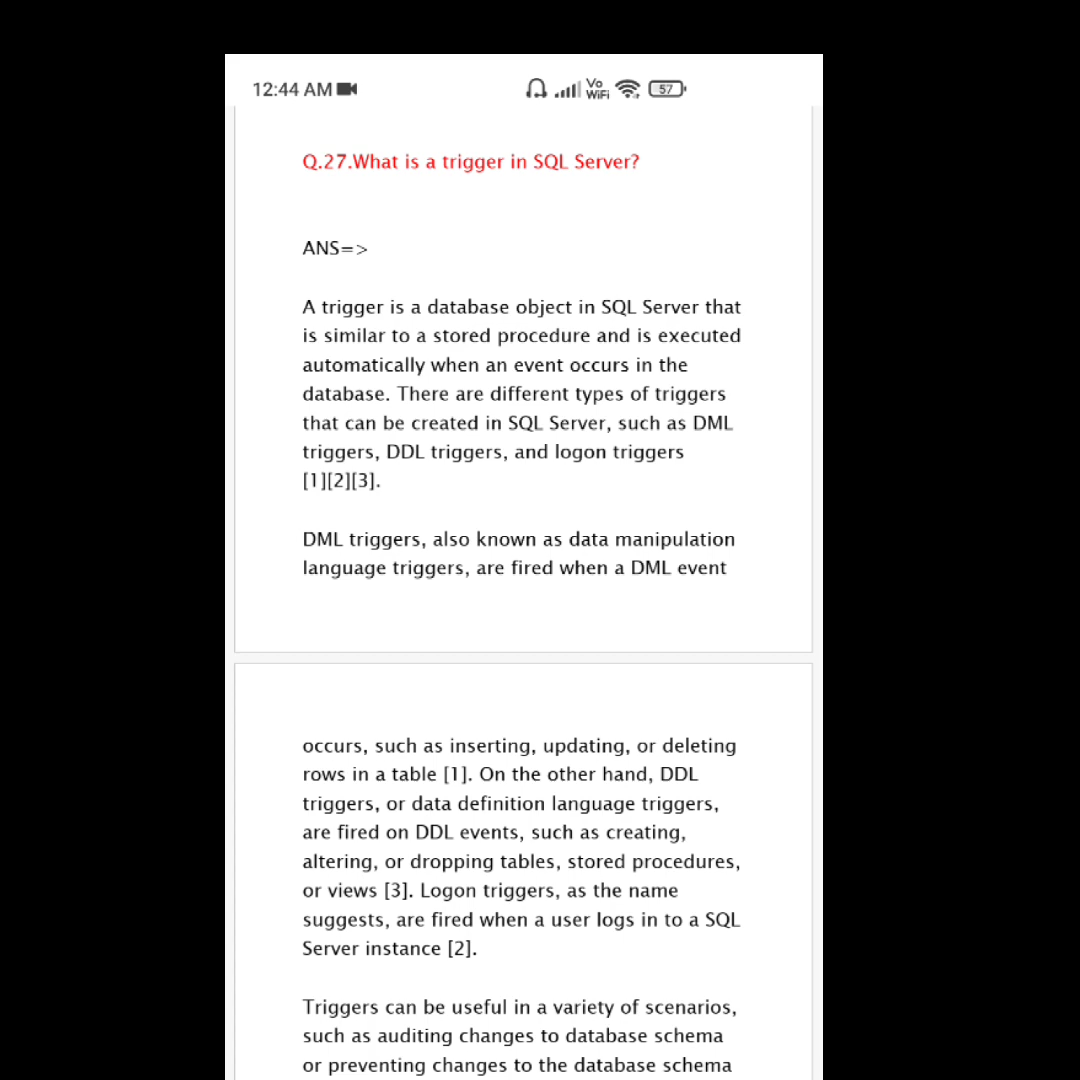 12:44 AM Vo WiFi 57
Q.27.What is a trigger in SQL Server?
ANS=>
A trigger is a database object in SQL Server that
is similar to a stored procedure and is executed
automatically when an event occurs in the
database. There are different types of triggers
that can be created in SQL Server, such as DML
triggers, DDL triggers, and logon triggers
[1][2][3].
DML triggers, also known as data manipulation
language triggers, are fired when a DML event
occurs, such as inserting, updating, or deleting
rows in a table [1]. On the other hand, DDL
triggers, or data definition language triggers,
are fired on DDL events, such as creating,
altering, or dropping tables, stored procedures,
or views [3]. Logon triggers, as the name
suggests, are fired when a user logs in to a SQL
Server instance [2].
Triggers can be useful in a variety of scenarios,
such as auditing changes to database schema
or preventing changes to the database schema